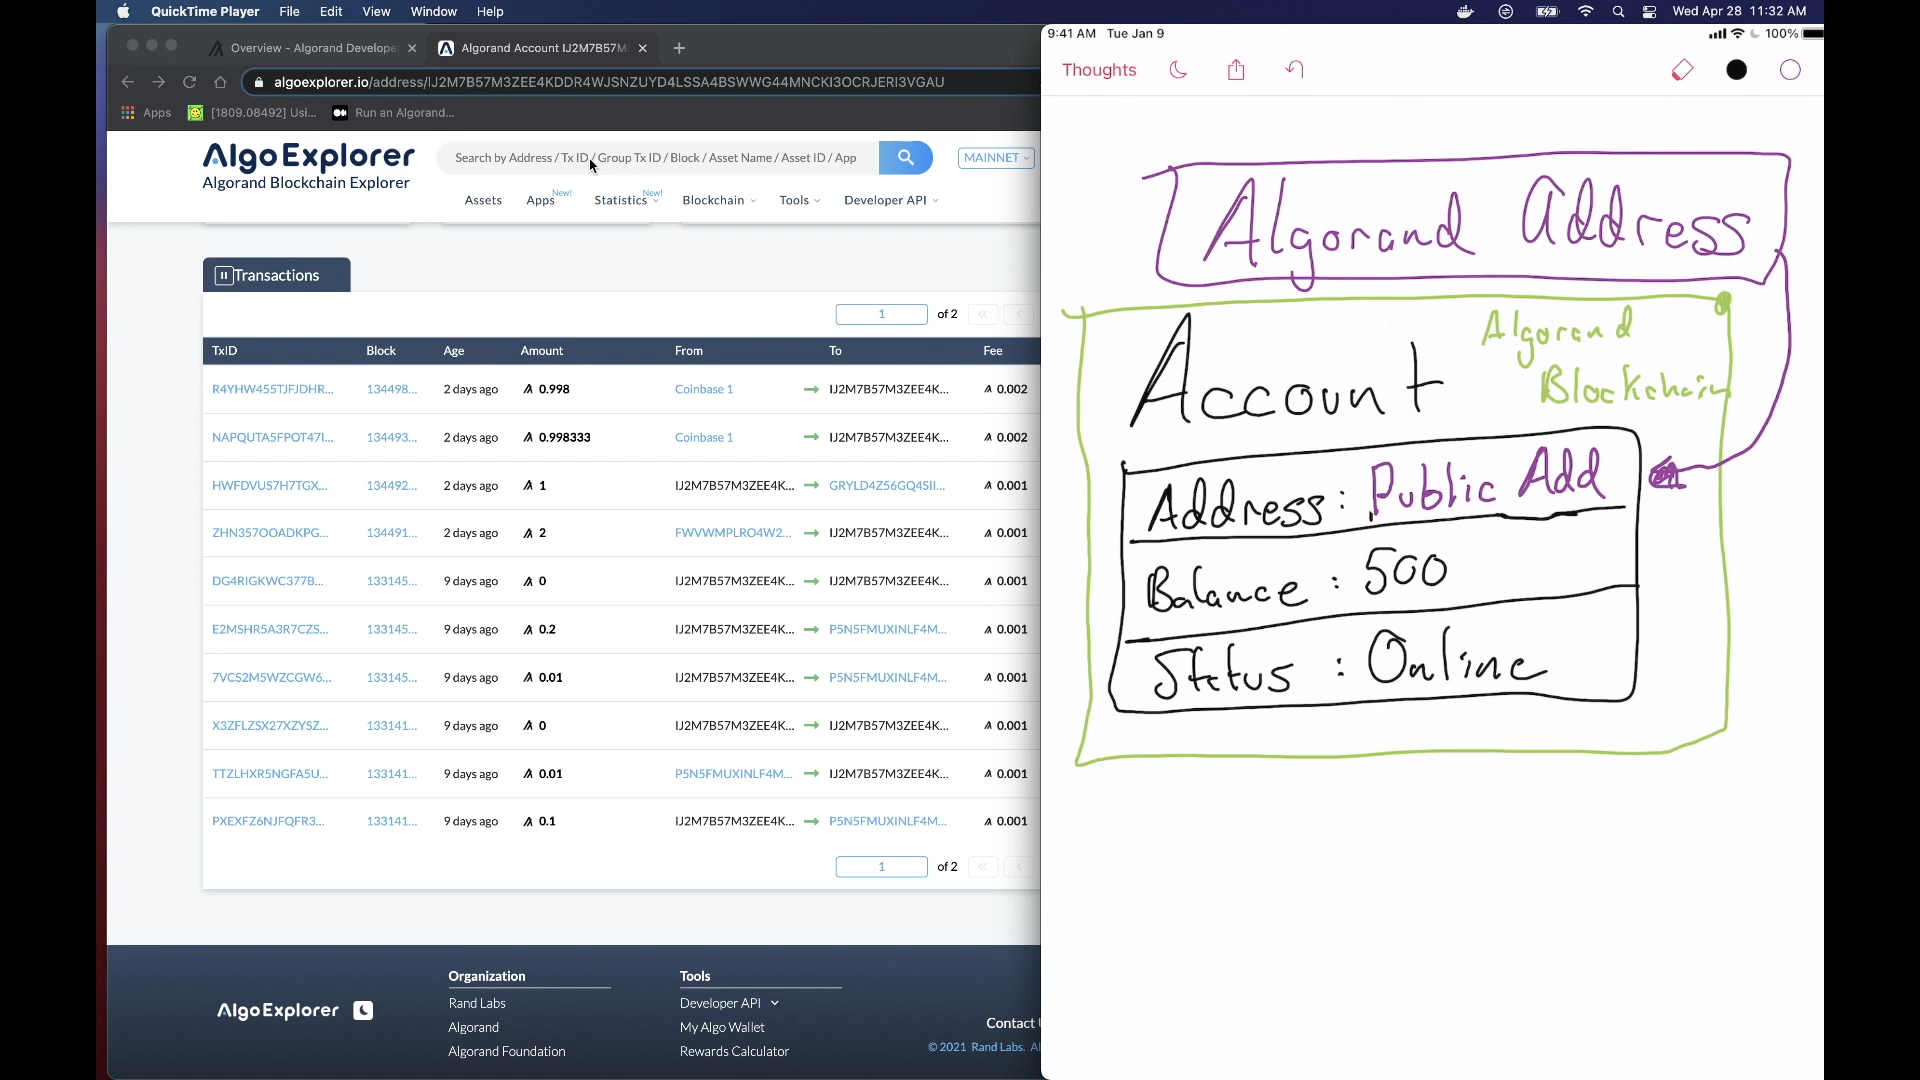 QuickTime Player File Edit View Window Help Wed Apr 28 11:32 AM
Overview - Algorand Develope
Algorand Account IJ2M7B57M
algoexplorer.io/address/IJ2M7B57M3ZEE4KDDR4WJSNZUYD4LSSA4BSWWG44MNCKI3OCRJERI3VGAU
Apps [1809.08492] Usi... Run an Algorand...
AlgoExplorer
Algorand Blockchain Explorer
Search by Address / Tx ID / Group Tx ID / Block / Asset Name / Asset ID / App
MAINNET
Assets Apps New! Statistics New! Blockchain Tools Developer API
Transactions
1 of 2
TxID Block Age Amount From To Fee
R4YHW455TJFJDHR... 134498... 2 days ago 0.998 Coinbase 1 IJ2M7B57M3ZEE4K... 0.002
NAPQUTA5FPOT47I... 134493... 2 days ago 0.998333 Coinbase 1 IJ2M7B57M3ZEE4K... 0.002
HWFDVUS7H7TGX... 134492... 2 days ago 1 IJ2M7B57M3ZEE4K... GRYLD4Z56GQ4SII... 0.001
ZHN357OOADKPG... 134491... 2 days ago 2 FWVWMPLRO4W2... IJ2M7B57M3ZEE4K... 0.001
DG4RIGKWC377B... 133145... 9 days ago 0 IJ2M7B57M3ZEE4K... IJ2M7B57M3ZEE4K... 0.001
E2MSHR5A3R7CZS... 133145... 9 days ago 0.2 IJ2M7B57M3ZEE4K... P5N5FMUXINLF4M... 0.001
7VCS2M5WZCGW6... 133145... 9 days ago 0.01 IJ2M7B57M3ZEE4K... P5N5FMUXINLF4M... 0.001
X3ZFLZSX27XZYSZ... 133141... 9 days ago 0 IJ2M7B57M3ZEE4K... P5N5FMUXINLF4M... 0.001
TTZLHXR5NGFA5U... 133141... 9 days ago 0.01 P5N5FMUXINLF4M... IJ2M7B57M3ZEE4K... 0.001
PXEXFZ6NJFQFR3... 133141... 9 days ago 0.1 IJ2M7B57M3ZEE4K... P5N5FMUXINLF4M... 0.001
1 of 2
AlgoExplorer
Organization
Rand Labs
Algorand
Algorand Foundation
Tools
Developer API
My Algo Wallet
Rewards Calculator
Contact
© 2021 Rand Labs.
9:41 AM Tue Jan 9 100%
Thoughts
Algorand Address
Algorand
Blockchain
Account
Address: Public Add
Balance: 500
Status: Online